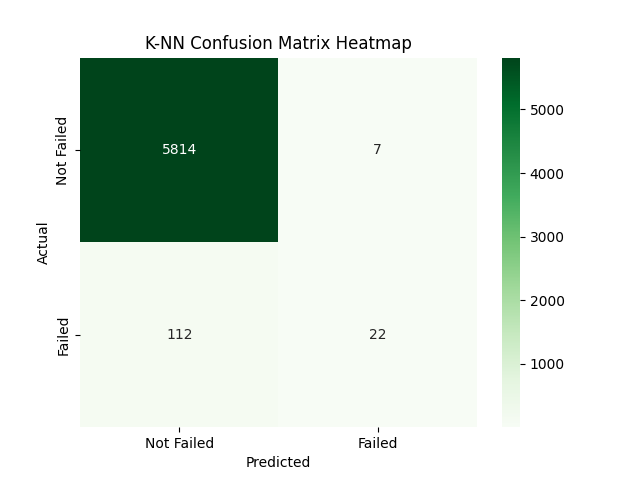 K-NN Confusion Matrix Heatmap
Actual
Not Failed
5814
7
Failed
112
22
Not Failed
Failed
Predicted
5000
4000
3000
2000
1000